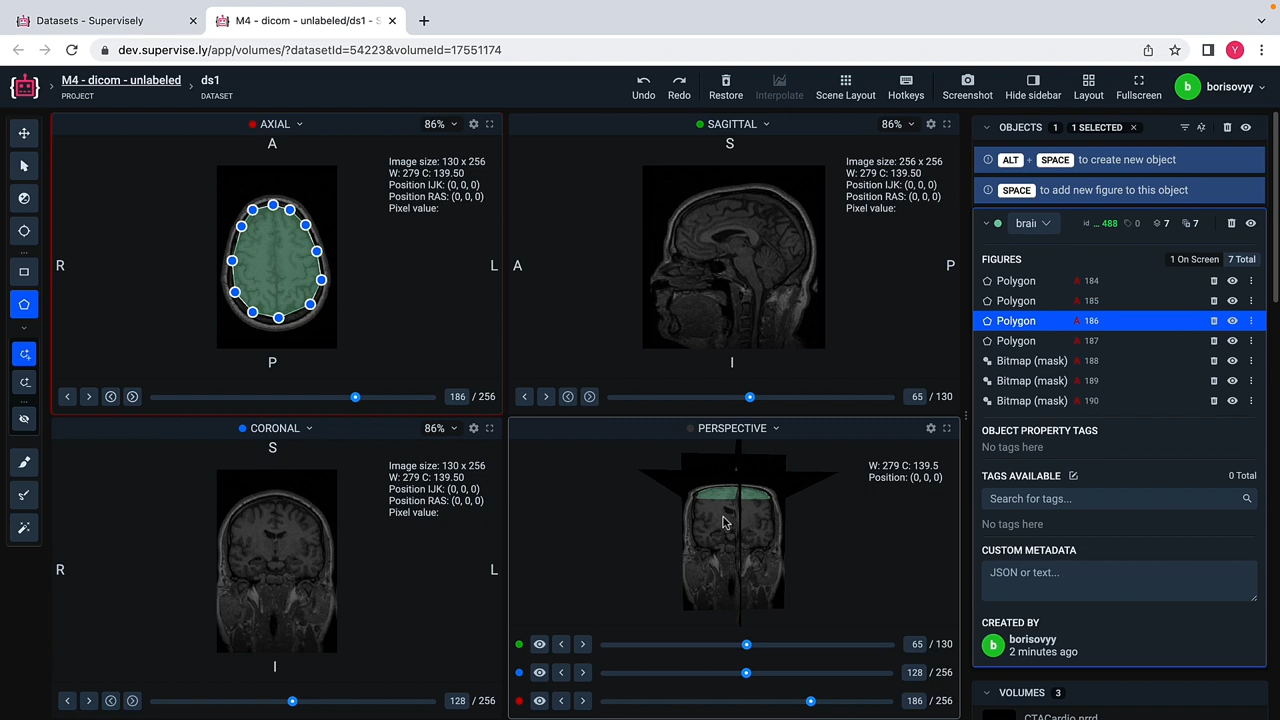 Datasets - Supervisely
M4 - dicom - unlabeled/ds1 - S
dev.supervise.ly/app/volumes/?datasetId=54223&volumeId=17551174
Y
M4 - dicom - unlabeled
PROJECT
ds1
DATASET
Undo
Redo
Restore
Interpolate
Scene Layout
Hotkeys
Screenshot
Hide sidebar
Layout
Fullscreen
b
borisovyy
AXIAL
86%
A
Image size: 130 x 256
W: 279 C: 139.50
Position IJK: (0, 0, 0)
Position RAS: (0, 0, 0)
Pixel value:
R
L
P
186 / 256
SAGITTAL
86%
S
Image size: 256 x 256
W: 279 C: 139.50
Position IJK: (0, 0, 0)
Position RAS: (0, 0, 0)
Pixel value:
A
P
I
65 / 130
CORONAL
86%
S
Image size: 130 x 256
W: 279 C: 139.50
Position IJK: (0, 0, 0)
Position RAS: (0, 0, 0)
Pixel value:
R
L
I
128 / 256
PERSPECTIVE
W: 279 C: 139.5
Position: (0, 0, 0)
65 / 130
128 / 256
186 / 256
OBJECTS 1 1 SELECTED
ALT + SPACE to create new object
SPACE to add new figure to this object
brain id ... 488 0 7 7
FIGURES 1 On Screen 7 Total
Polygon A 184
Polygon A 185
Polygon A 186
Polygon A 187
Bitmap (mask) A 188
Bitmap (mask) A 189
Bitmap (mask) A 190
OBJECT PROPERTY TAGS
No tags here
TAGS AVAILABLE 0 Total
Search for tags...
No tags here
CUSTOM METADATA
JSON or text...
CREATED BY
b
borisovyy
2 minutes ago
VOLUMES 3
CTACardio.nrrd